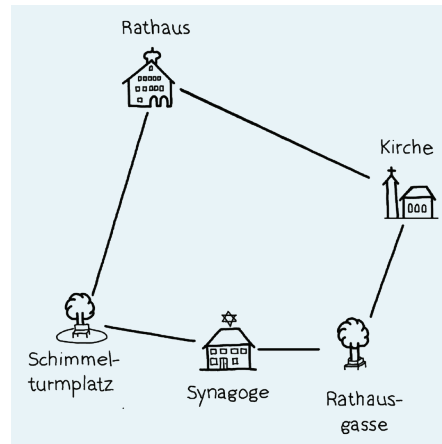 Rathaus
Kirche
Schimmel-
turmplatz
Synagoge
Rathaus-
gasse